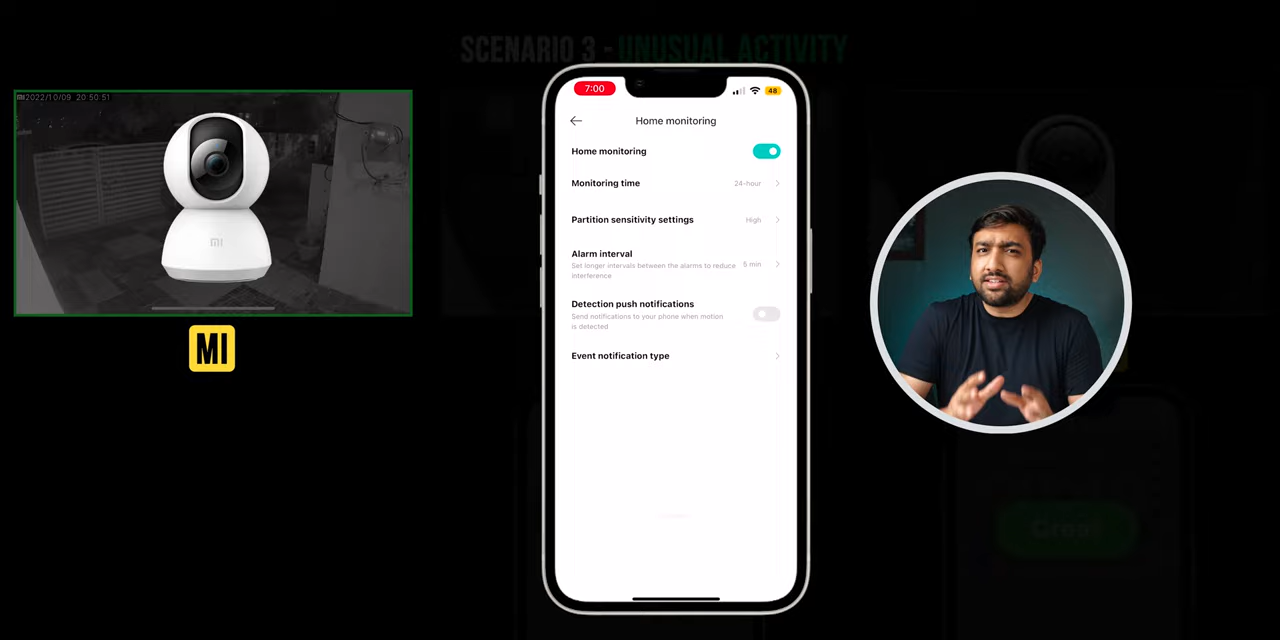 SCENARIO 3 - UNUSUAL ACTIVITY
MI 2022/10/09 20:50:51
MI
MI
7:00
48
Home monitoring
Home monitoring
Monitoring time
24-hour
Partition sensitivity settings
High
Alarm interval
Set longer intervals between the alarms to reduce
interference
5 min
Detection push notifications
Send notifications to your phone when motion
is detected
Event notification type
Great